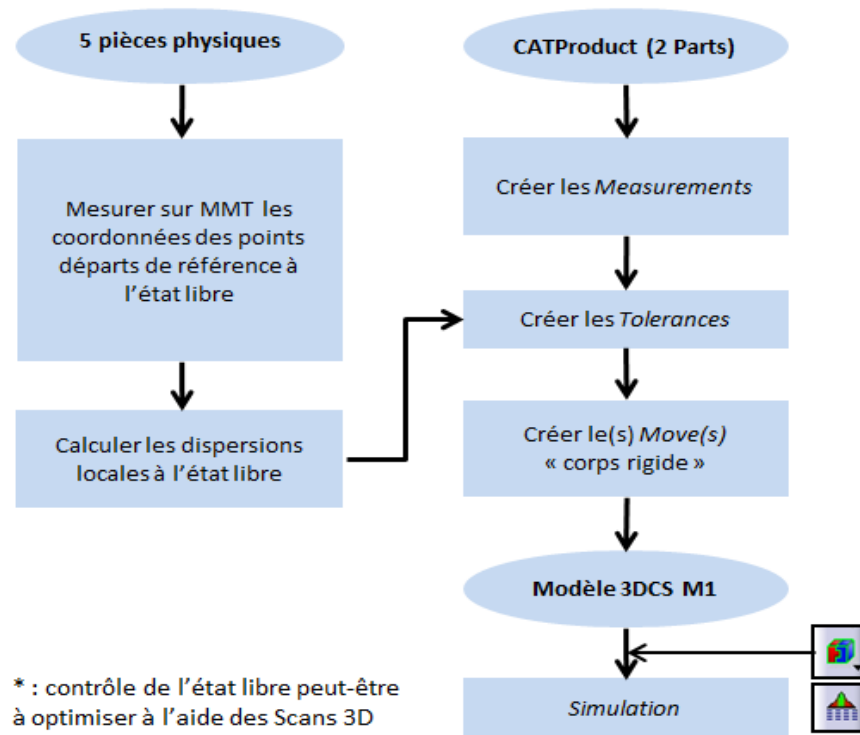 5 pièces physiques
Mesurer sur MMT les
coordonnées des points
départs de référence à
l'état libre
Calculer les dispersions
locales à l'état libre
CATProduct (2 Parts)
Créer les Measurements
Créer les Tolerances
Créer le(s) Move(s)
« corps rigide »
Modèle 3DCS M1
Simulation
* : contrôle de l'état libre peut-être
à optimiser à l'aide des Scans 3D